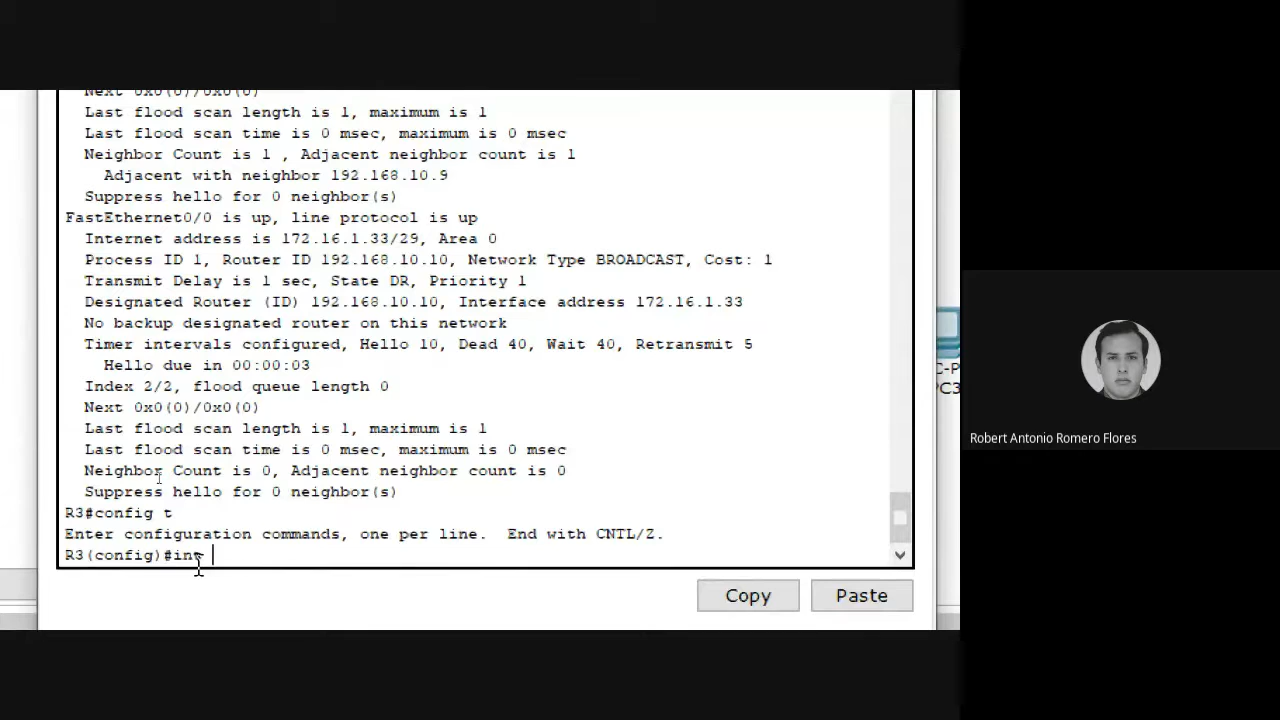 Next 0x0(0)/0x0(0)
Last flood scan length is 1, maximum is 1
Last flood scan time is 0 msec, maximum is 0 msec
Neighbor Count is 1 , Adjacent neighbor count is 1
Adjacent with neighbor 192.168.10.9
Suppress hello for 0 neighbor(s)
FastEthernet0/0 is up, line protocol is up
Internet address is 172.16.1.33/29, Area 0
Process ID 1, Router ID 192.168.10.10, Network Type BROADCAST, Cost: 1
Transmit Delay is 1 sec, State DR, Priority 1
Designated Router (ID) 192.168.10.10, Interface address 172.16.1.33
No backup designated router on this network
Timer intervals configured, Hello 10, Dead 40, Wait 40, Retransmit 5
Hello due in 00:00:03
Index 2/2, flood queue length 0
Next 0x0(0)/0x0(0)
Last flood scan length is 1, maximum is 1
Last flood scan time is 0 msec, maximum is 0 msec
Neighbor Count is 0, Adjacent neighbor count is 0
Suppress hello for 0 neighbor(s)
R3#config t
Enter configuration commands, one per line.  End with CNTL/Z.
R3(config)#int
Copy
Paste
C-P
PC3
Robert Antonio Romero Flores